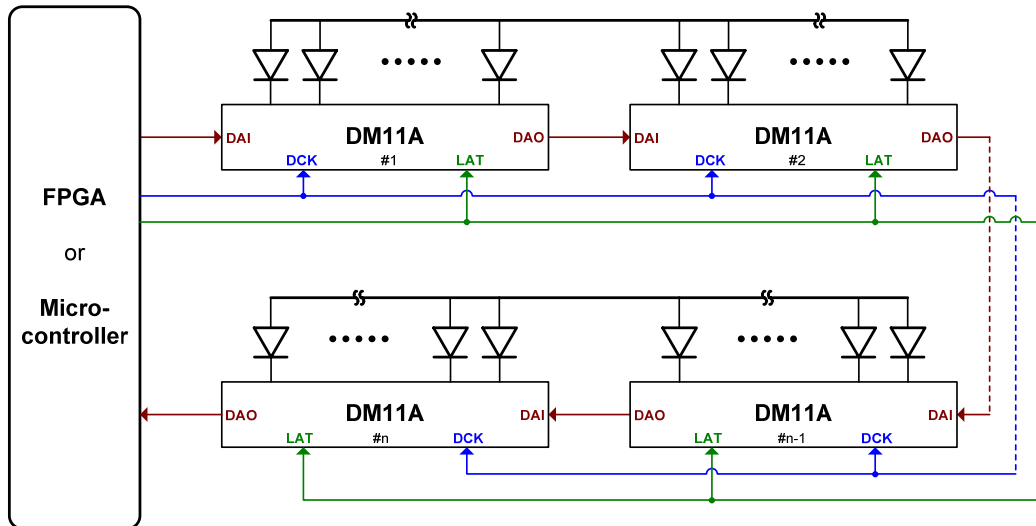 FPGA
or
Micro-
controller
DM11A
#1
DAI
DAO
DCK
LAT
DM11A
#2
DAI
DAO
DCK
LAT
DM11A
#n
DAO
DAI
LAT
DCK
DM11A
#n-1
DAO
DAI
LAT
DCK